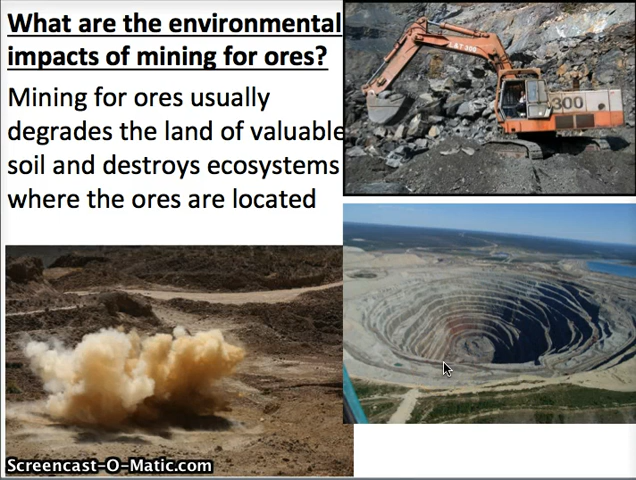 What are the environmental
impacts of mining for ores?
Mining for ores usually
degrades the land of valuable
soil and destroys ecosystems
where the ores are located
300
Screencast-O-Matic.com